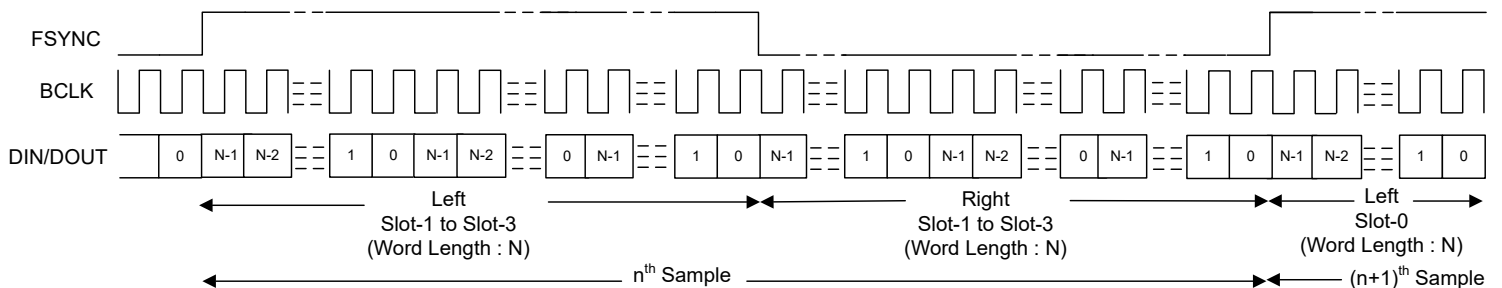 FSYNC
BCLK
DIN/DOUT
0 N-1 N-2 1 0 N-1 N-2 0 N-1 1 0 N-1 1 0 N-1 N-2 0 N-1 1 0 N-1 N-2 1 0
Left
Slot-1 to Slot-3
(Word Length : N)
Right
Slot-1 to Slot-3
(Word Length : N)
Left
Slot-0
(Word Length : N)
nth Sample
(n+1)th Sample